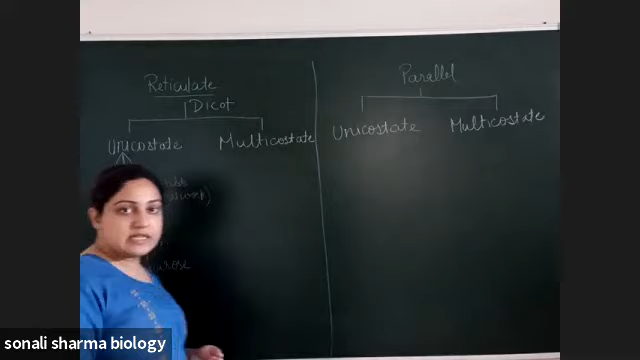 Reticulate
Dicot
Unicostate Multicostate
Parallel
Unicostate Multicostate
sonali sharma biology